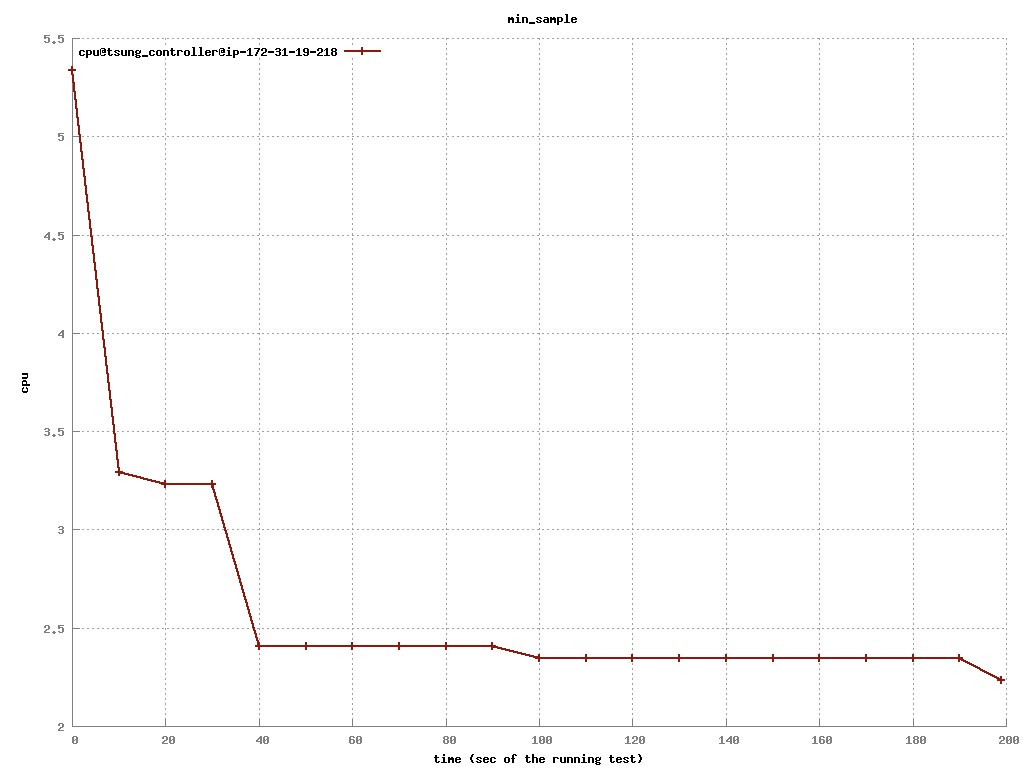 min_sample
cpu@tsung_controller@ip-172-31-19-218
5.5
5
4.5
4
3.5
3
2.5
2
cpu
0 20 40 60 80 100 120 140 160 180 200
time (sec of the running test)